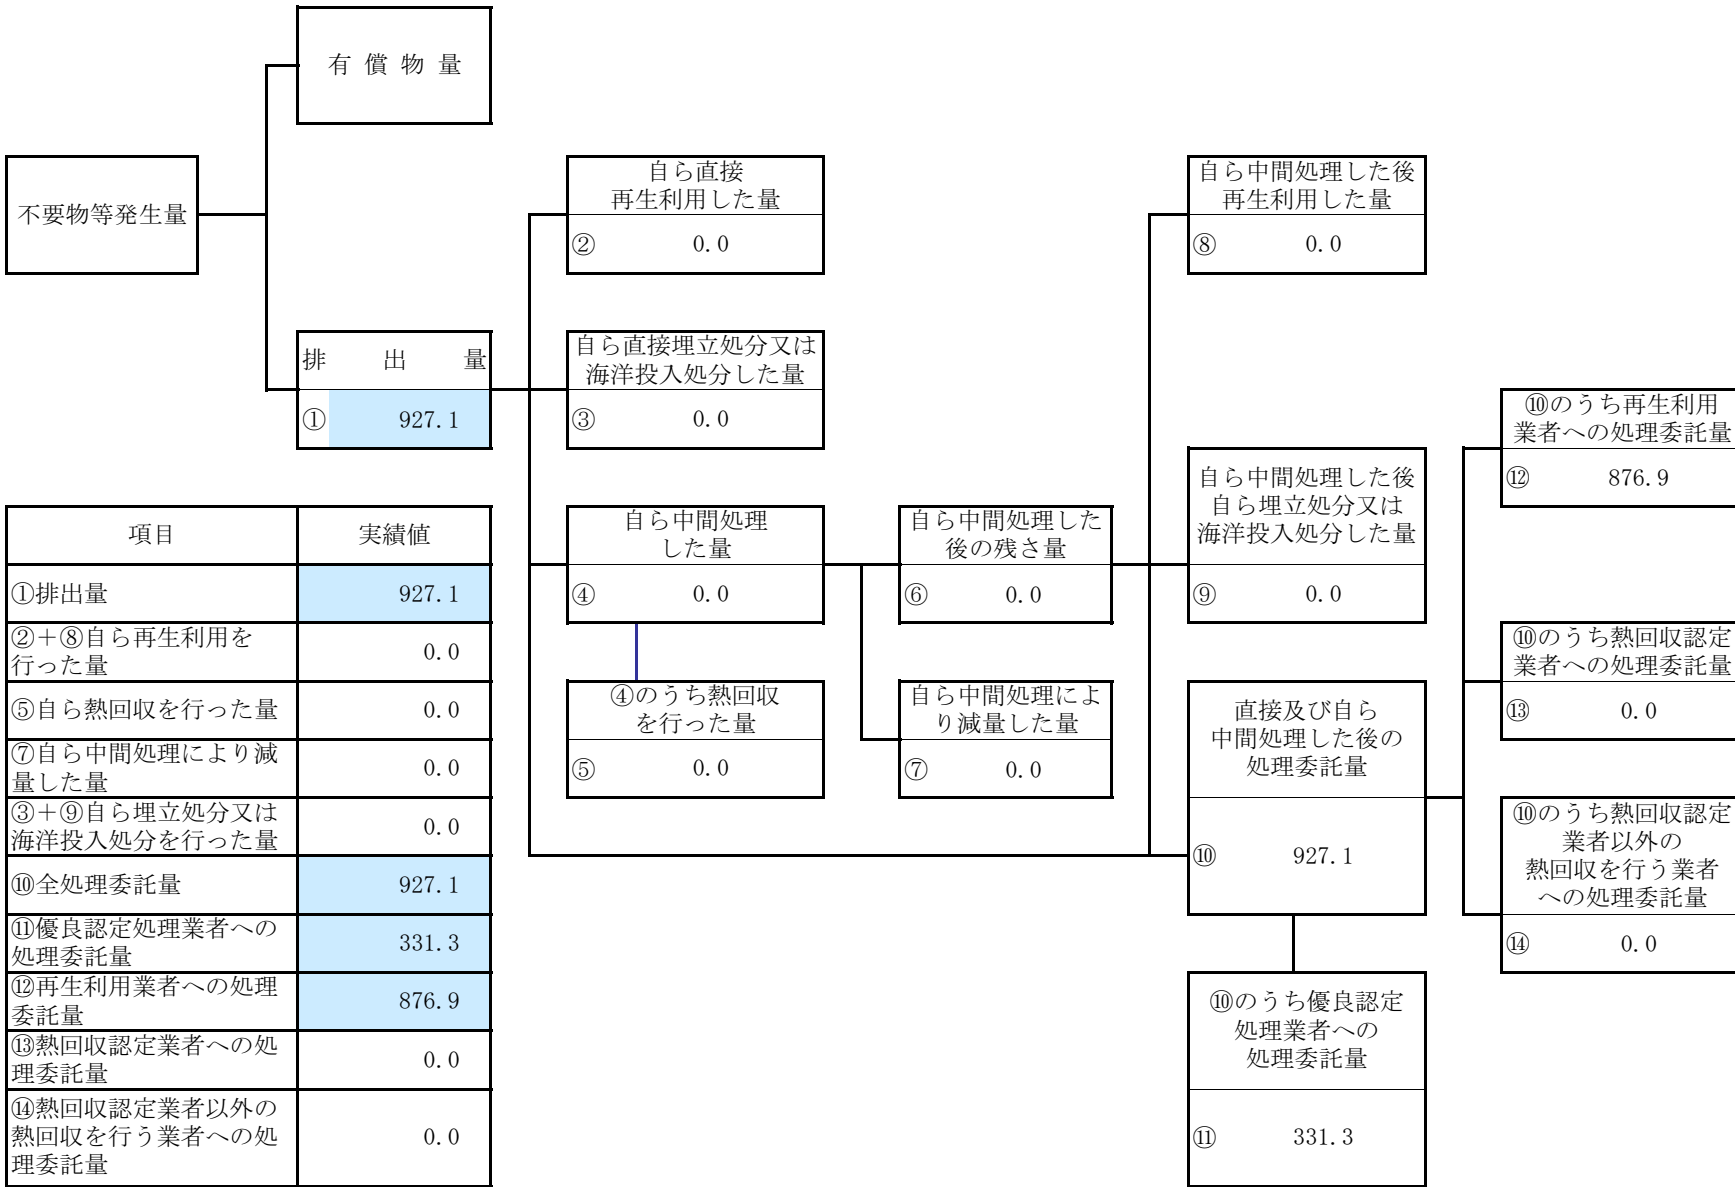 有償物量
不要物等発生量
自ら直接
再生利用した量
② 0.0
自ら中間処理した後
再生利用した量
⑧ 0.0
排出量
① 927.1
自ら直接埋立処分又は
海洋投入処分した量
③ 0.0
⑩のうち再生利用
業者への処理委託量
⑫ 876.9
自ら中間処理した後
自ら埋立処分又は
海洋投入処分した量
⑨ 0.0
自ら中間処理
した量
④ 0.0
自ら中間処理した
後の残さ量
⑥ 0.0
⑩のうち熱回収認定
業者への処理委託量
⑬ 0.0
④のうち熱回収
を行った量
⑤ 0.0
自ら中間処理によ
り減量した量
⑦ 0.0
直接及び自ら
中間処理した後の
処理委託量
⑩ 927.1
⑩のうち熱回収認定
業者以外の
熱回収を行う業者
への処理委託量
⑭ 0.0
⑩のうち優良認定
処理業者への
処理委託量
⑪ 331.3
項目 実績値
①排出量 927.1
②＋⑧自ら再生利用を
行った量 0.0
⑤自ら熱回収を行った量 0.0
⑦自ら中間処理により減
量した量 0.0
③＋⑨自ら埋立処分又は
海洋投入処分を行った量 0.0
⑩全処理委託量 927.1
⑪優良認定処理業者への
処理委託量 331.3
⑫再生利用業者への処理
委託量 876.9
⑬熱回収認定業者への処
理委託量 0.0
⑭熱回収認定業者以外の
熱回収を行う業者への処
理委託量 0.0